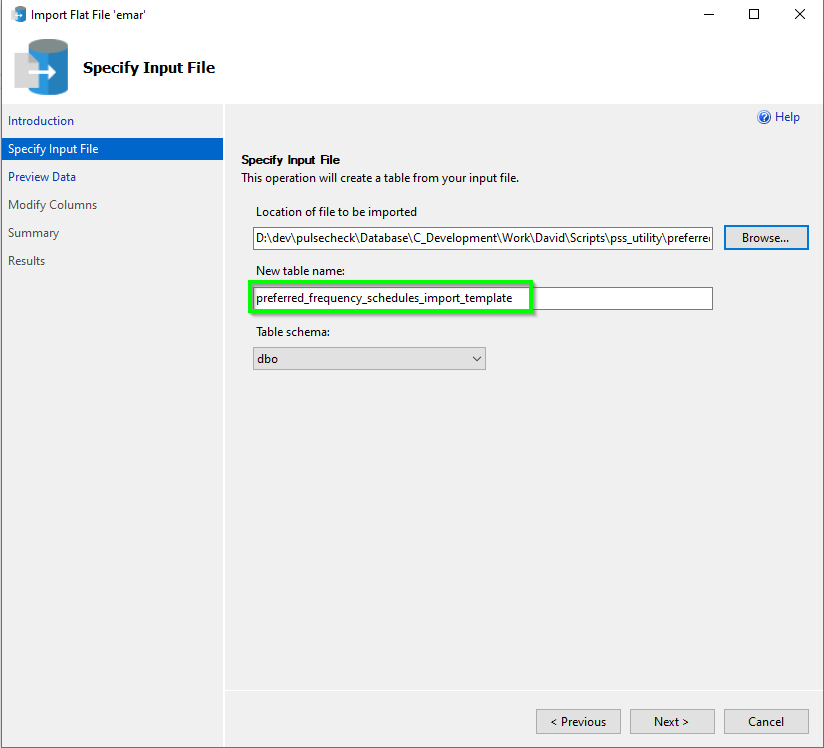 Import Flat File 'emar'
Specify Input File
Introduction
Specify Input File
Preview Data
Modify Columns
Summary
Results
Help
Specify Input File
This operation will create a table from your input file.
Location of file to be imported
D:\dev\pulsecheck\Database\C_Development\Work\David\Scripts\pss_utility\preferred
Browse...
New table name:
preferred_frequency_schedules_import_template
Table schema:
dbo
< Previous
Next >
Cancel